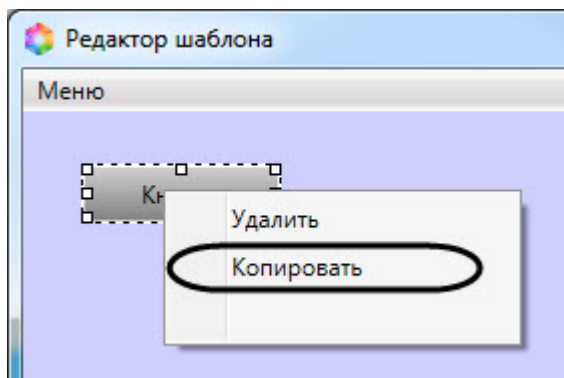 Редактор шаблона
Меню
Удалить
Копировать